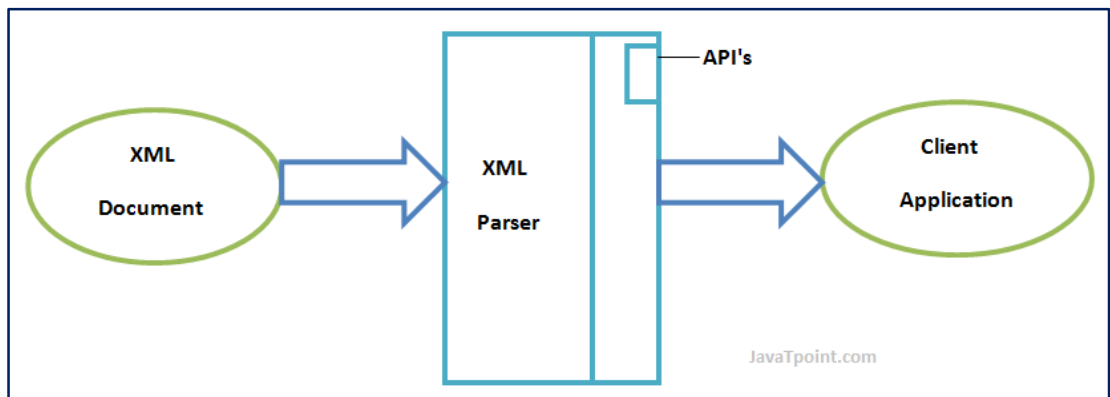 XML
Document
XML
Parser
API's
Client
Application
JavaTpoint.com